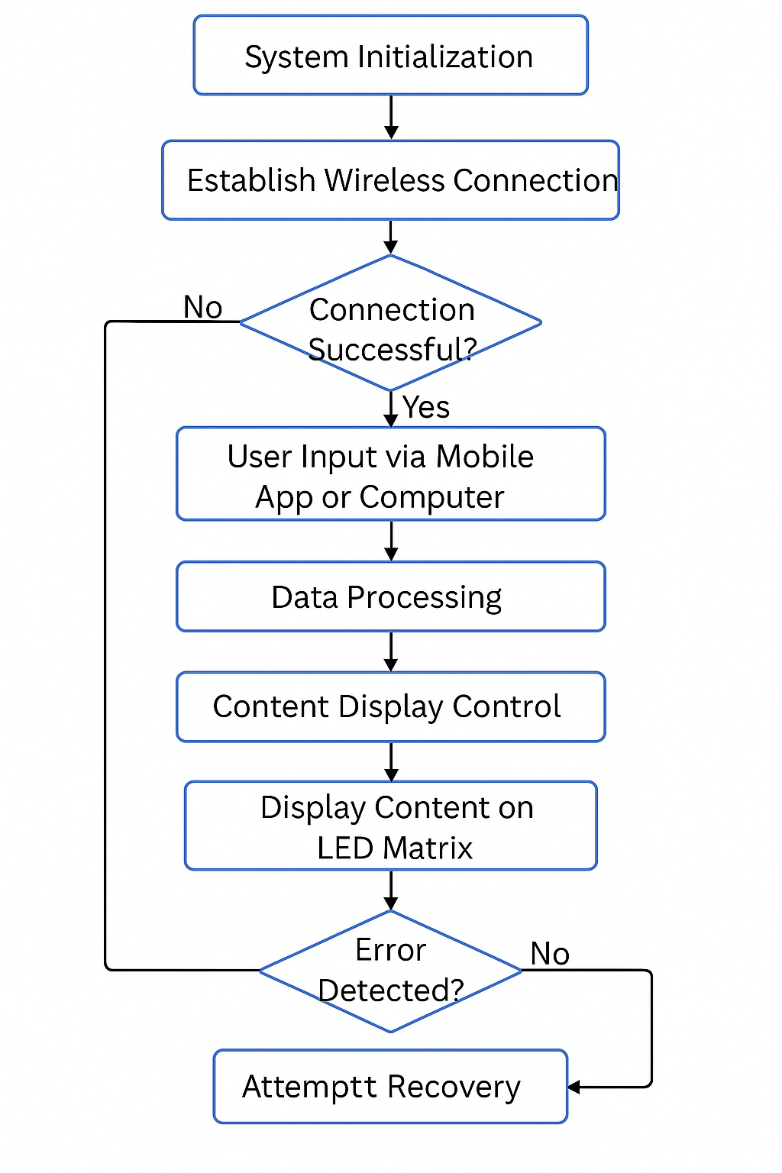 System Initialization
Establish Wireless Connection
No
Connection
Successful?
Yes
User Input via Mobile
App or Computer
Data Processing
Content Display Control
Display Content on
LED Matrix
Error
Detected?
No
Attemptt Recovery